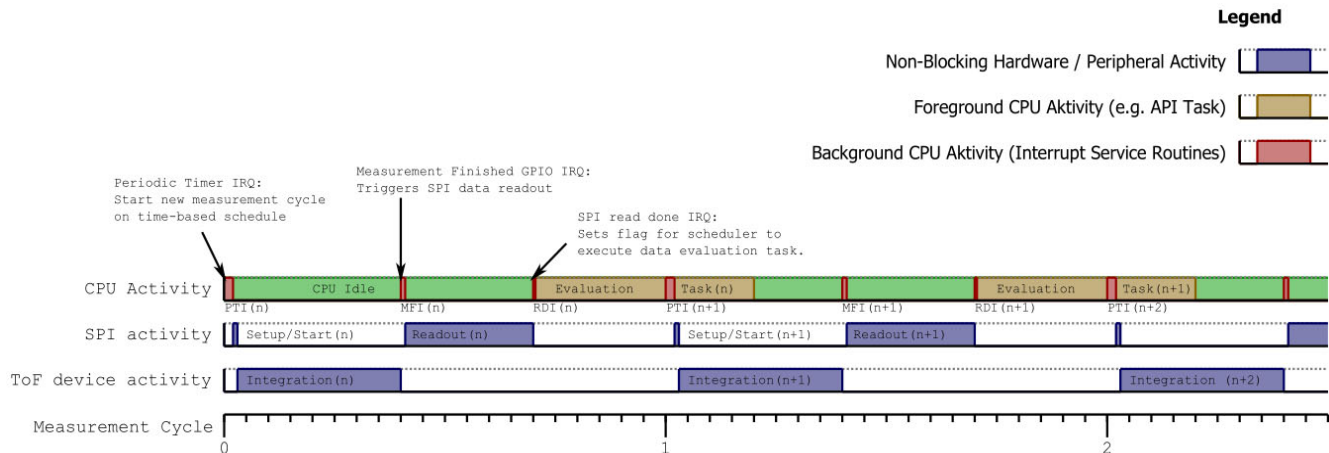 Legend
Non-Blocking Hardware / Peripheral Activity
Foreground CPU Aktivity (e.g. API Task)
Background CPU Aktivity (Interrupt Service Routines)
Periodic Timer IRQ:
Start new measurement cycle
on time-based schedule
Measurement Finished GPIO IRQ:
Triggers SPI data readout
SPI read done IRQ:
Sets flag for scheduler to
execute data evaluation task.
CPU Activity CPU Idle Evaluation Task(n) Evaluation Task(n+1)
PTI(n) MFI(n) RDI(n) PTI(n+1) MFI(n+1) RDI(n+1) PTI(n+2)
SPI activity Setup/Start(n) Readout(n) Setup/Start(n+1) Readout(n+1)
ToF device activity Integration(n) Integration(n+1) Integration (n+2)
Measurement Cycle
0 1 2